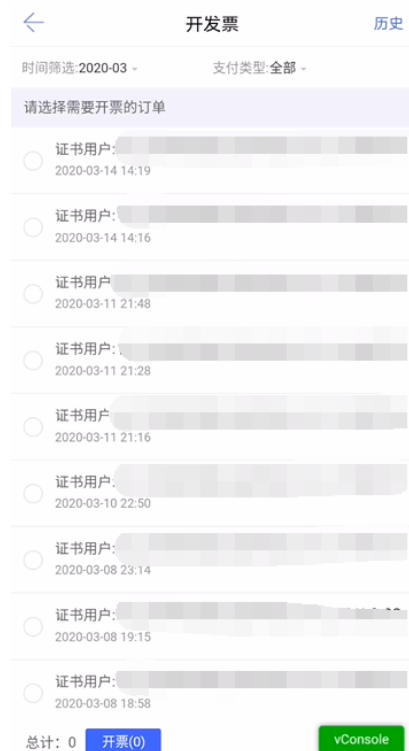 开发票
历史
时间筛选:2020-03
支付类型:全部
请选择需要开票的订单
证书用户:
2020-03-14 14:19
证书用户:
2020-03-14 14:16
证书用户
2020-03-11 21:48
证书用户:
2020-03-11 21:28
证书用户
2020-03-11 21:16
证书用户:
2020-03-10 22:50
证书用户:
2020-03-08 23:14
证书用户:
2020-03-08 19:15
证书用户:
2020-03-08 18:58
总计: 0
开票(0)
vConsole